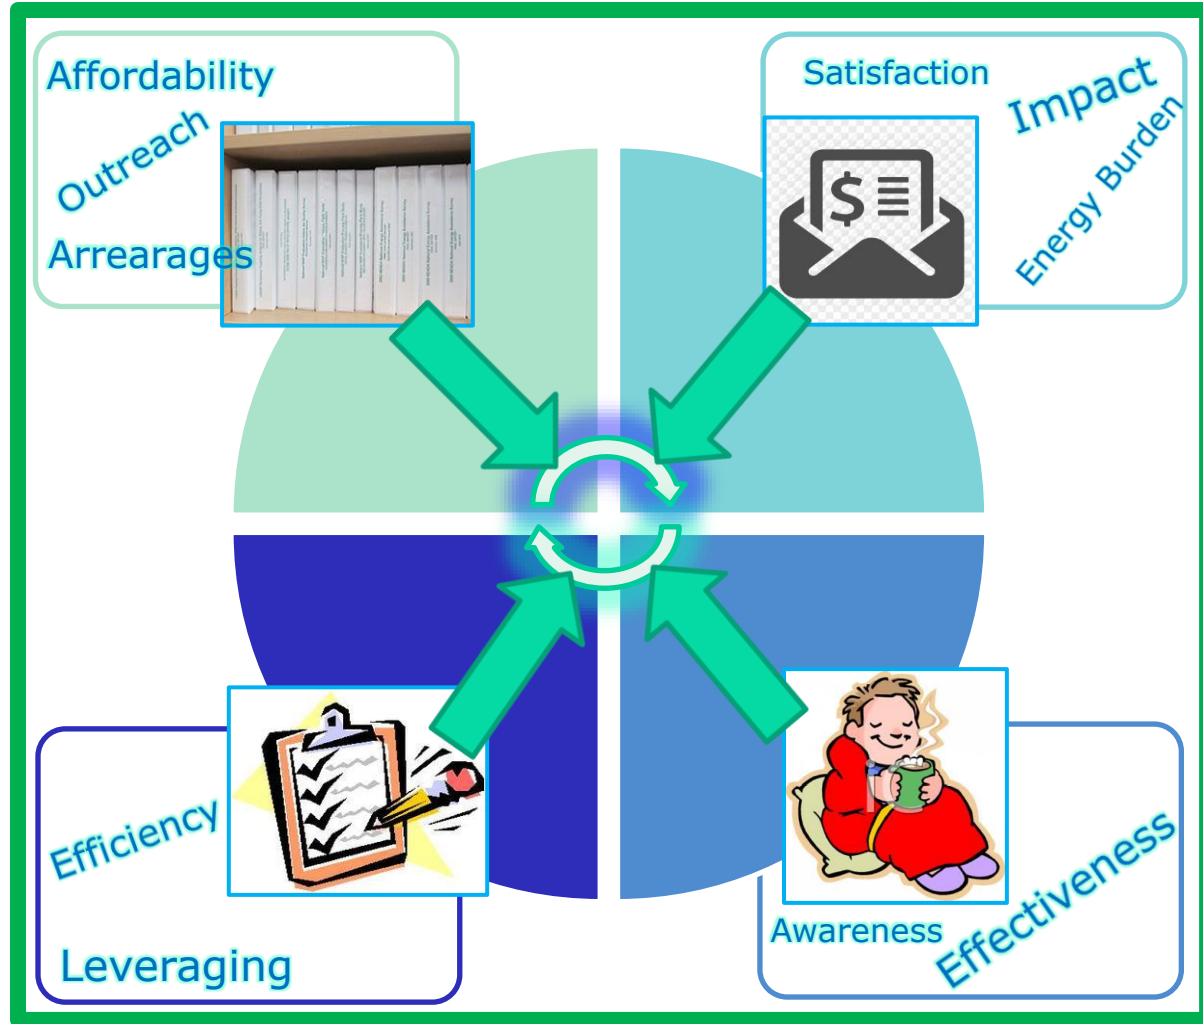 Affordability
Outreach
Arrearages
Satisfaction
Impact
Energy Burden
$
Efficiency
Leveraging
Awareness
Effectiveness